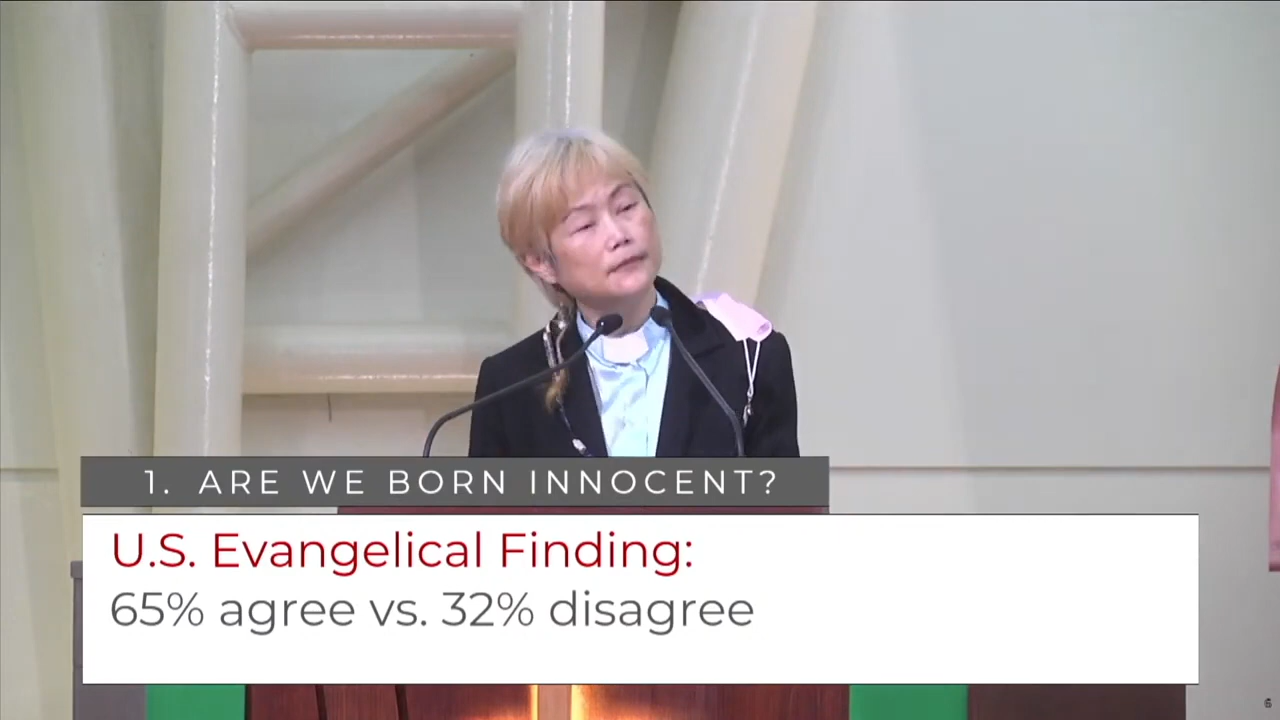 1. ARE WE BORN INNOCENT?
U.S. Evangelical Finding:
65% agree vs. 32% disagree